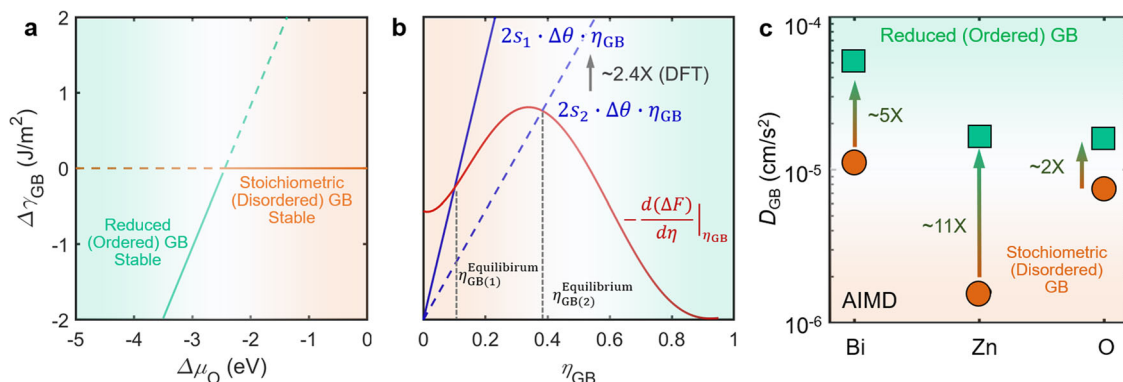 a
2
1
0
-1
-2
Δγ_GB (J/m²)
Stoichiometric
(Disordered) GB
Stable
Reduced
(Ordered) GB
Stable
-5 -4 -3 -2 -1 0
Δμ_O (eV)
b
2s₁ · Δθ · η_GB
~2.4X (DFT)
2s₂ · Δθ · η_GB
− d(ΔF)/dη |η_GB
η_GB(1)^Equilibirum
η_GB(2)^Equilibirum
0 0.2 0.4 0.6 0.8 1
η_GB
c
10⁻⁴
10⁻⁵
10⁻⁶
D_GB (cm/s²)
Reduced (Ordered) GB
~5X
~11X
~2X
Stochiometric
(Disordered)
GB
AIMD
Bi Zn O